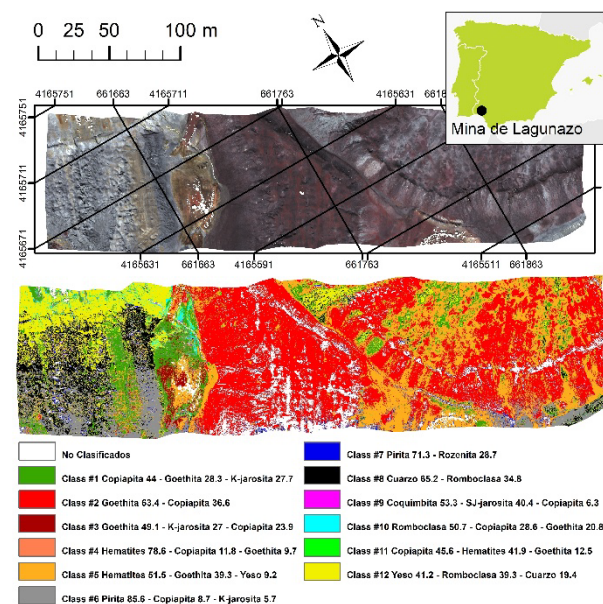 N
0 25 50 100 m
Mina de Lagunazo
4165751 661663 4165711 661763 4165631
4165751
4165711
4165671
4165631 661663 4165591 661763 4165511 661863
No Clasificados
Class #1 Copiapita 44 - Goethita 28.3 - K-jarosita 27.7
Class #2 Goethita 63.4 - Copiapita 36.6
Class #3 Goethita 49.1 - K-jarosita 27 - Copiapita 23.9
Class #4 Hematites 78.6 - Copiapita 11.8 - Goethita 9.7
Class #5 Hematites 51.5 - Goethita 39.3 - Yeso 9.2
Class #6 Pirita 85.6 - Copiapita 8.7 - K-jarosita 5.7
Class #7 Pirita 71.3 - Rozenita 28.7
Class #8 Cuarzo 65.2 - Romboclasa 34.8
Class #9 Coquimbita 53.3 - SJ-jarosita 40.4 - Copiapita 6.3
Class #10 Romboclasa 50.7 - Copiapita 28.6 - Goethita 20.8
Class #11 Copiapita 45.6 - Hematites 41.9 - Goethita 12.5
Class #12 Yeso 41.2 - Romboclasa 39.3 - Cuarzo 19.4